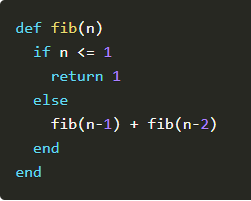 def fib(n)
  if n <= 1
    return 1
  else
    fib(n-1) + fib(n-2)
  end
end